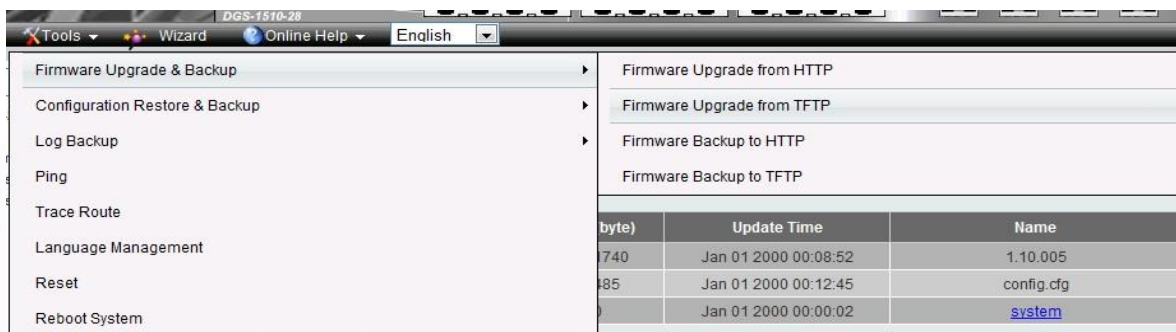 DGS-1510-28
Tools Wizard Online Help English
Firmware Upgrade & Backup
Configuration Restore & Backup
Log Backup
Ping
Trace Route
Language Management
Reset
Reboot System
Firmware Upgrade from HTTP
Firmware Upgrade from TFTP
Firmware Backup to HTTP
Firmware Backup to TFTP
byte) Update Time Name
1740 Jan 01 2000 00:08:52 1.10.005
485 Jan 01 2000 00:12:45 config.cfg
Jan 01 2000 00:00:02 system